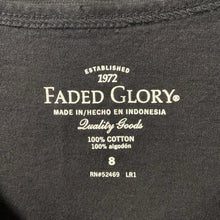 ESTABLISHED
1972
FADED GLORY®
MADE IN/HECHO EN INDONESIA
Quality Goods
100% COTTON
100% algodón
8
RN#52469 LR1